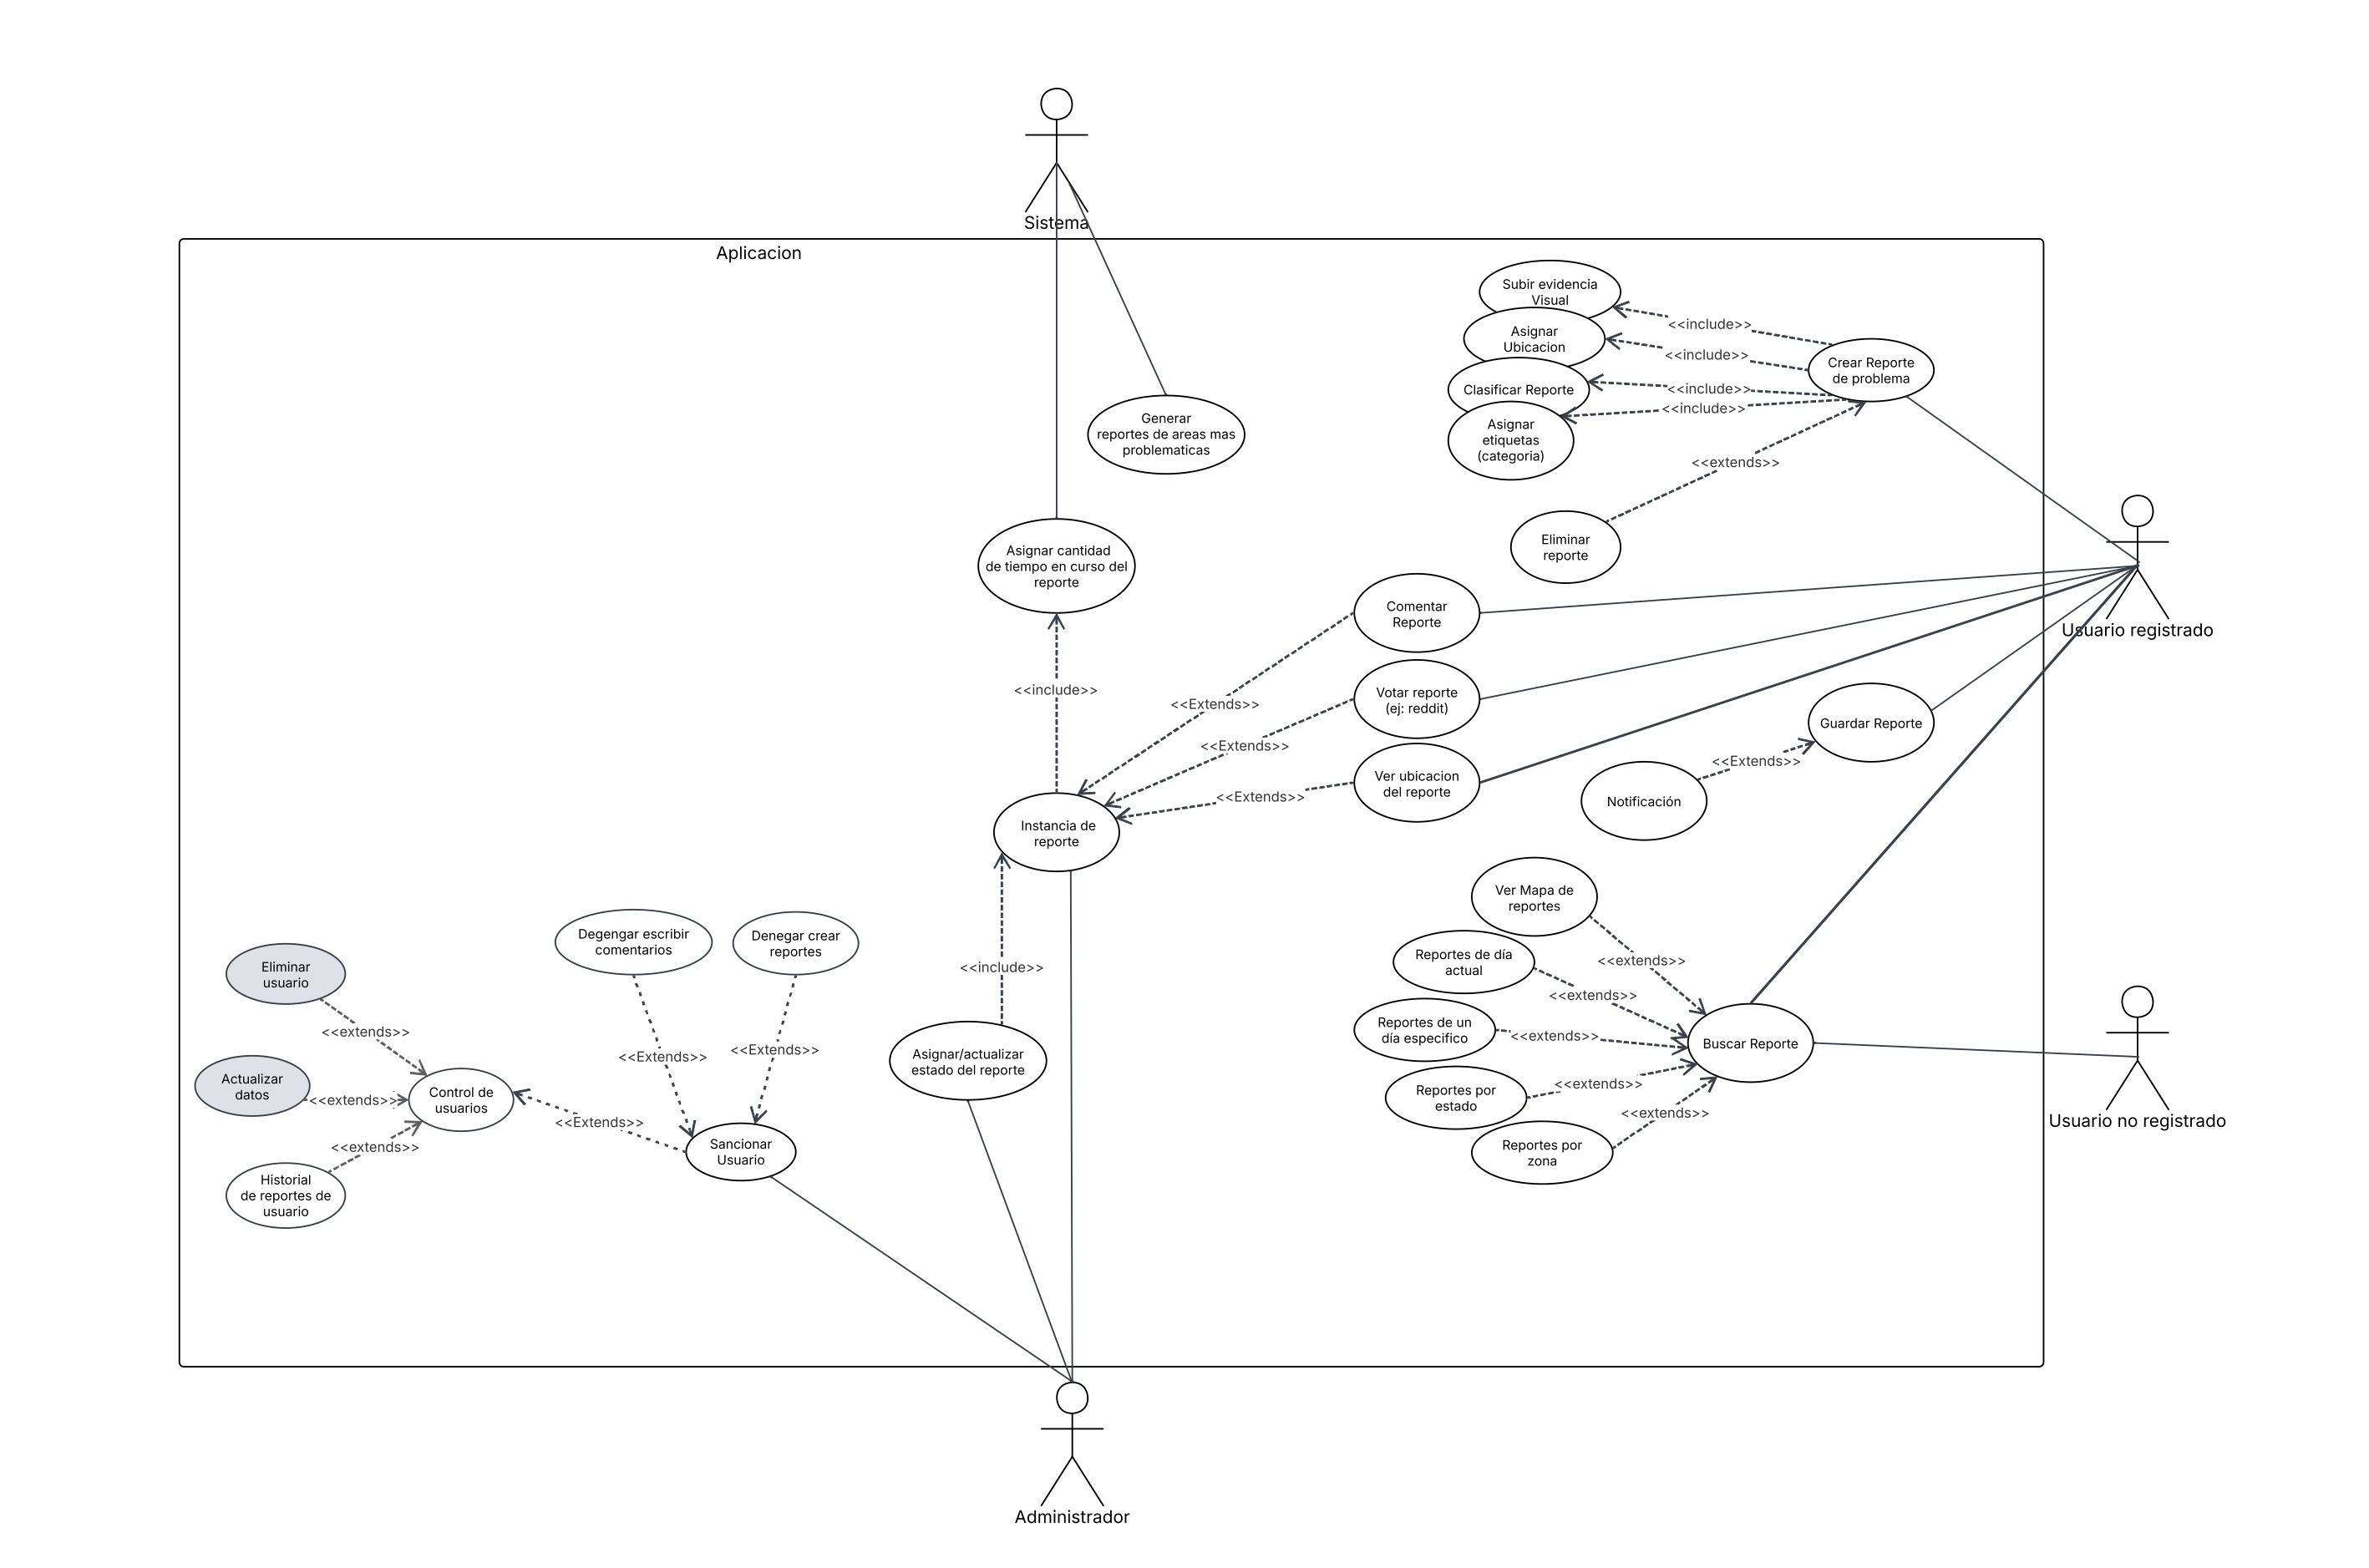 Sistema
Aplicacion
Subir evidencia
Visual
<<include>>
Asignar
Ubicacion
<<include>>
Crear Reporte
de problema
Clasificar Reporte
<<include>>
<<include>>
Asignar
etiquetas
(categoria)
<<extends>>
Generar
reportes de areas mas
problematicas
Eliminar
reporte
Asignar cantidad
de tiempo en curso del
reporte
Comentar
Reporte
Usuario registrado
<<include>>
<<Extends>>
Votar reporte
(ej: reddit)
Guardar Reporte
<<Extends>>
<<Extends>>
Ver ubicacion
del reporte
<<Extends>>
Notificación
Instancia de
reporte
Ver Mapa de
reportes
Degengar escribir
comentarios
Denegar crear
reportes
Reportes de día
actual
<<extends>>
Eliminar
usuario
<<include>>
<<extends>>
Reportes de un
día especifico
<<extends>>
Buscar Reporte
<<extends>>
<<Extends>>
<<Extends>>
Asignar/actualizar
estado del reporte
Actualizar
datos
<<extends>>
Control de
usuarios
Reportes por
estado
<<extends>>
<<extends>>
Usuario no registrado
<<Extends>>
<<extends>>
Sancionar
Usuario
Reportes por
zona
Historial
de reportes de
usuario
Administrador